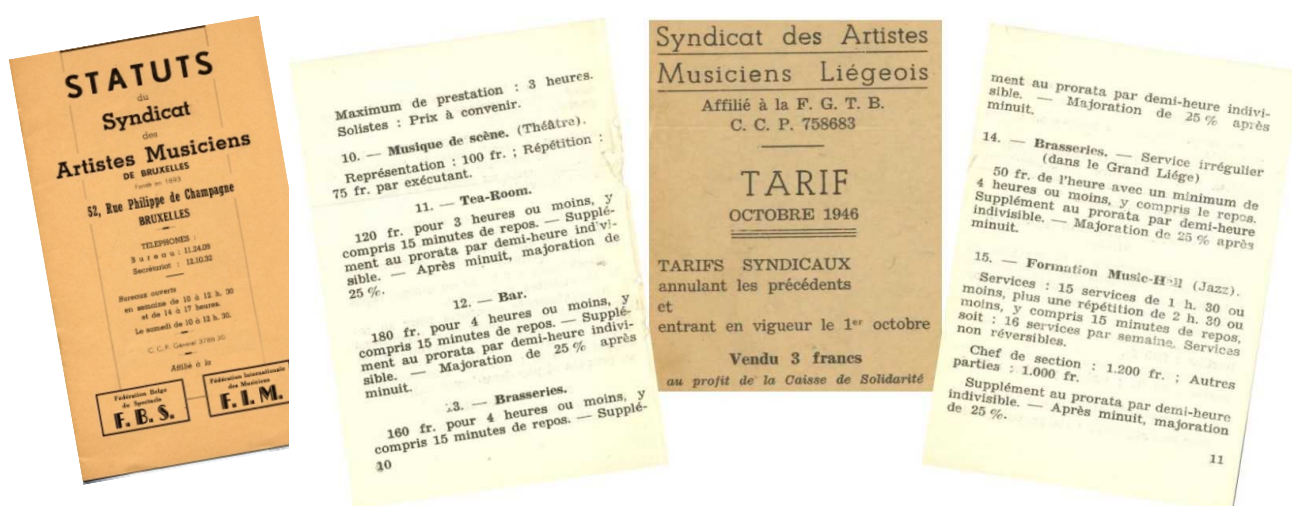 STATUTS
du
Syndicat
des
Artistes Musiciens
DE BRUXELLES
Fondé en 1893
52, Rue Philippe de Champagne
BRUXELLES
TELEPHONES :
Bureau : 11.24.08
Secrétariat : 12.10.32
Bureaux ouverts
en semaine de 10 à 12 h. 30
et de 14 à 17 heures.
Le samedi de 10 à 12 h. 30.
C. C. P. Général 3788.30
Affilié à la
Fédération Belge
du Spectacle
F. B. S.
Fédération Internationale
des Musiciens
F. I. M.
Maximum de prestation : 3 heures.
Solistes : Prix à convenir.
10. — Musique de scène. (Théâtre).
Représentation : 100 fr. ; Répétition :
75 fr. par exécutant.
11. — Tea-Room.
120 fr. pour 3 heures ou moins, y
compris 15 minutes de repos. — Supplé-
ment au prorata par demi-heure indivi-
sible. — Après minuit, majoration de
25 %.
12. — Bar.
180 fr. pour 4 heures ou moins, y
compris 15 minutes de repos. — Supplé-
ment au prorata par demi-heure indivi-
sible. — Majoration de 25 % après
minuit.
13. — Brasseries.
160 fr. pour 4 heures ou moins, y
compris 15 minutes de repos. — Supplé-
10
Syndicat des Artistes
Musiciens Liégeois
Affilié à la F. G. T. B.
C. C. P. 758683
TARIF
OCTOBRE 1946
TARIFS SYNDICAUX
annulant les précédents
et
entrant en vigueur le 1er octobre
Vendu 3 francs
au profit de la Caisse de Solidarité
ment au prorata par demi-heure indivi-
sible. — Majoration de 25 % après
minuit.
14. — Brasseries. — Service irrégulier
(dans le Grand Liége)
50 fr. de l'heure avec un minimum de
4 heures ou moins, y compris le repos.
Supplément au prorata par demi-heure
indivisible. — Majoration de 25 % après
minuit.
15. — Formation Music-Hall (Jazz).
Services : 15 services de 1 h. 30 ou
moins, plus une répétition de 2 h. 30 ou
moins, y compris 15 minutes de repos,
soit : 16 services par semaine. Services
non réversibles.
Chef de section : 1.200 fr. ; Autres
parties : 1.000 fr.
Supplément au prorata par demi-heure
indivisible. — Après minuit, majoration
de 25 %.
11